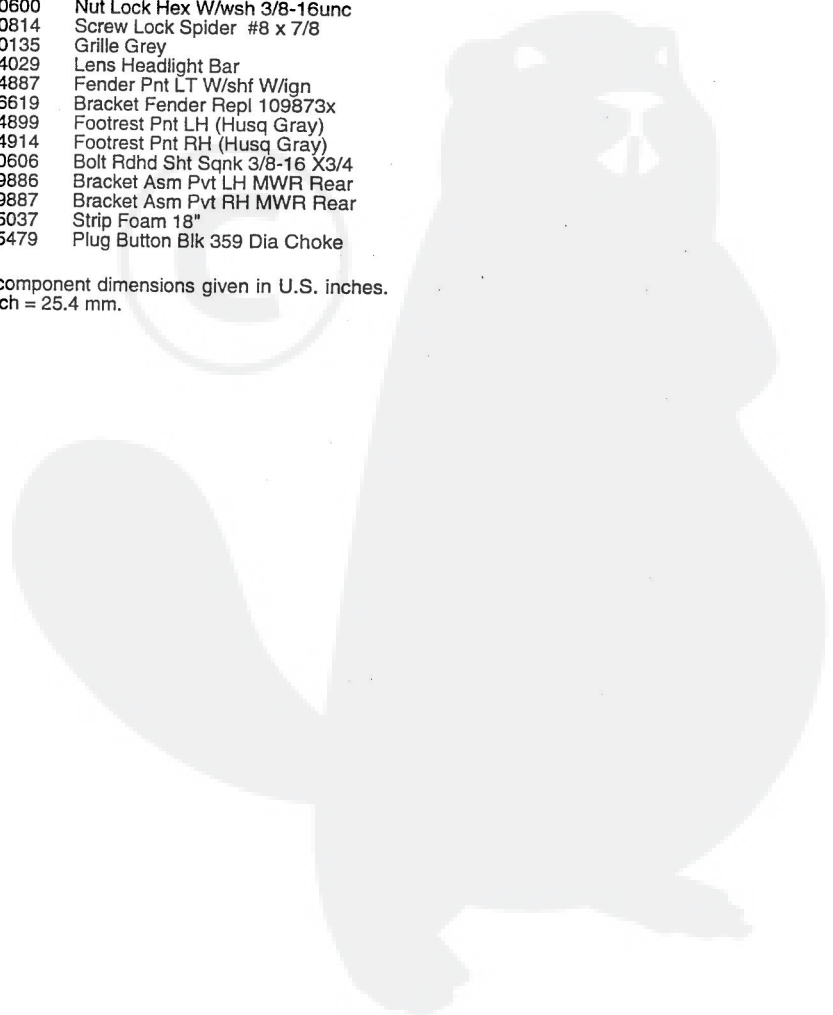 0600 Nut Lock Hex W/wsh 3/8-16unc
0814 Screw Lock Spider #8 x 7/8
0135 Grille Grey
4029 Lens Headlight Bar
4887 Fender Pnt LT W/shf W/ign
6619 Bracket Fender Repl 109873x
4899 Footrest Pnt LH (Husq Gray)
4914 Footrest Pnt RH (Husq Gray)
0606 Bolt Rdhd Sht Sqnk 3/8-16 X3/4
9886 Bracket Asm Pvt LH MWR Rear
9887 Bracket Asm Pvt RH MWR Rear
5037 Strip Foam 18"
5479 Plug Button Blk 359 Dia Choke
component dimensions given in U.S. inches.
ch = 25.4 mm.
©